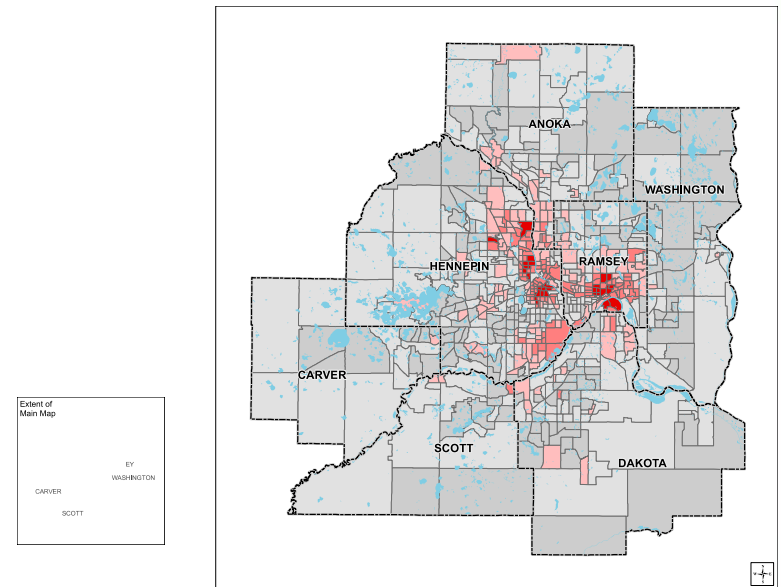 ANOKA
WASHINGTON
RAMSEY
HENNEPIN
CARVER
SCOTT
DAKOTA
Extent of
Main Map
EY
WASHINGTON
CARVER
SCOTT